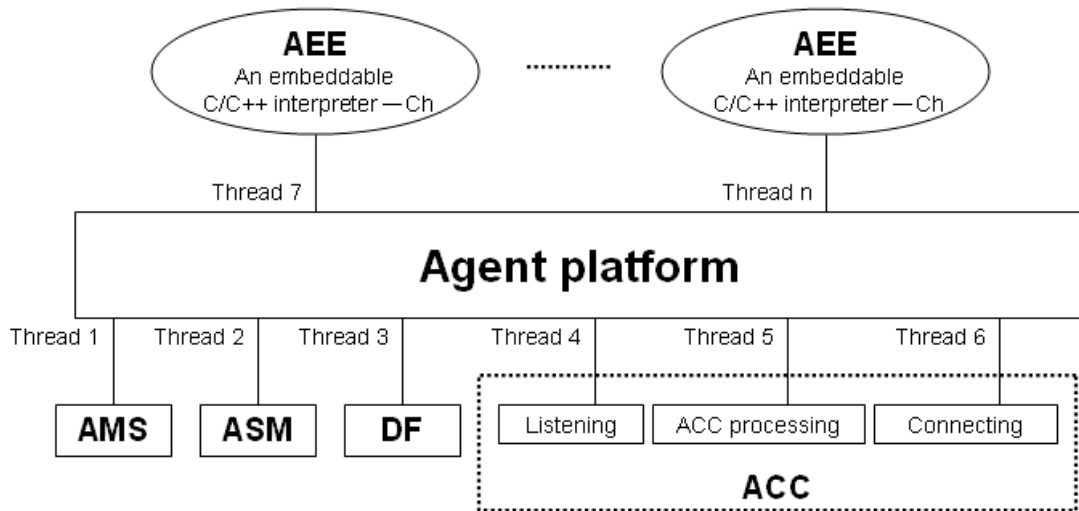 AEE
An embeddable
C/C++ interpreter — Ch
AEE
An embeddable
C/C++ interpreter — Ch
Thread 7
Thread n
Agent platform
Thread 1
Thread 2
Thread 3
Thread 4
Thread 5
Thread 6
AMS
ASM
DF
Listening
ACC processing
Connecting
ACC